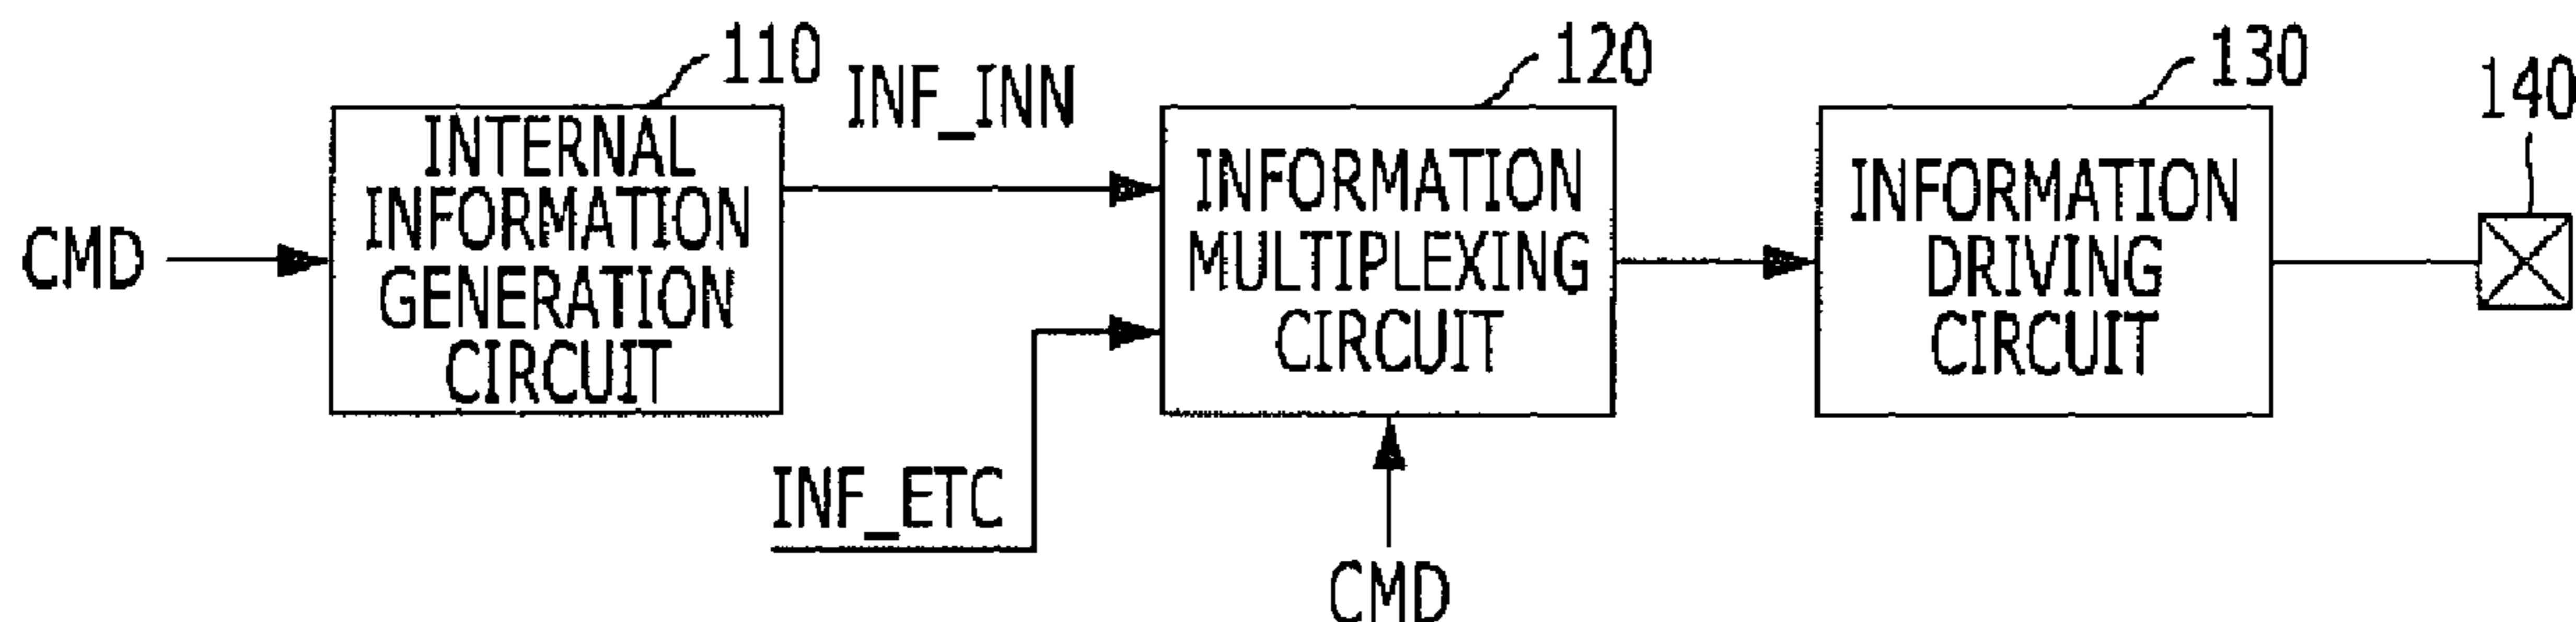 110
INF_INN
120
130
140
CMD
INTERNAL
INFORMATION
GENERATION
CIRCUIT
INFORMATION
MULTIPLEXING
CIRCUIT
INFORMATION
DRIVING
CIRCUIT
INF_ETC
CMD